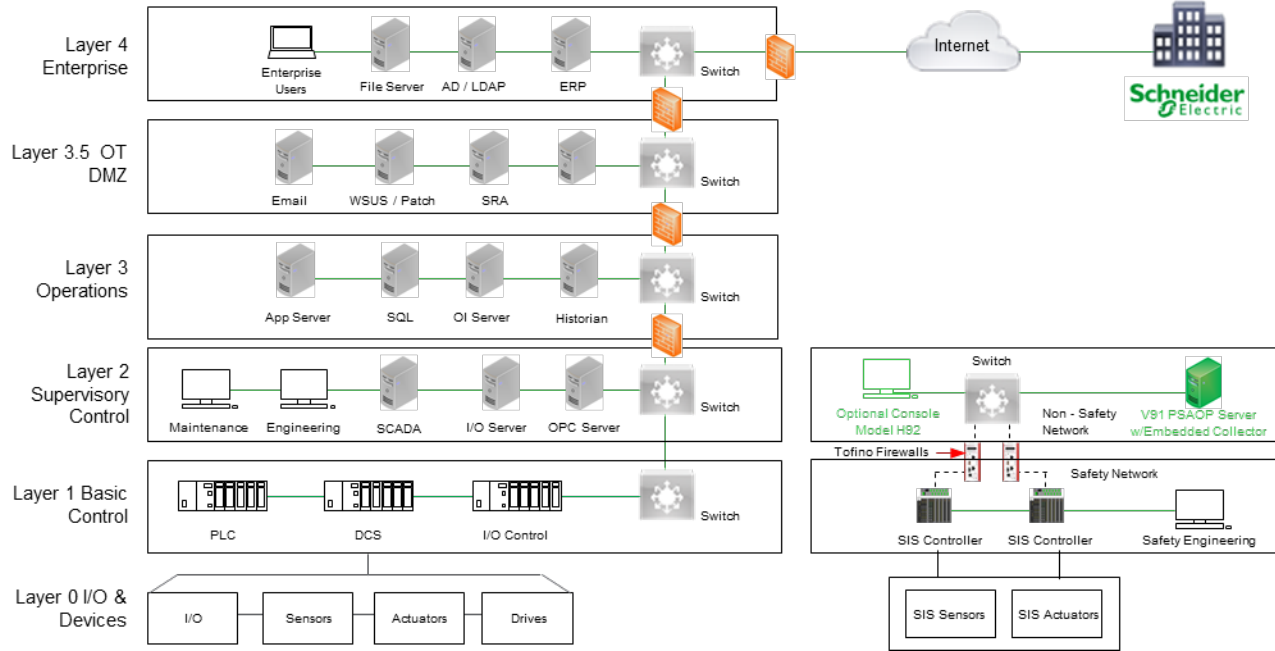 Layer 4
Enterprise
Enterprise
Users
File Server
AD / LDAP
ERP
Switch
Internet
Schneider
Electric
Layer 3.5 OT
DMZ
Email
WSUS / Patch
SRA
Switch
Layer 3
Operations
App Server
SQL
OI Server
Historian
Switch
Layer 2
Supervisory
Control
Maintenance
Engineering
SCADA
I/O Server
OPC Server
Switch
Switch
Optional Console
Model H92
Non - Safety
Network
V91 PSAOP Server
w/Embedded Collector
Tofino Firewalls
Layer 1 Basic
Control
PLC
DCS
I/O Control
Switch
Safety Network
SIS Controller
SIS Controller
Safety Engineering
Layer 0 I/O &
Devices
I/O
Sensors
Actuators
Drives
SIS Sensors
SIS Actuators